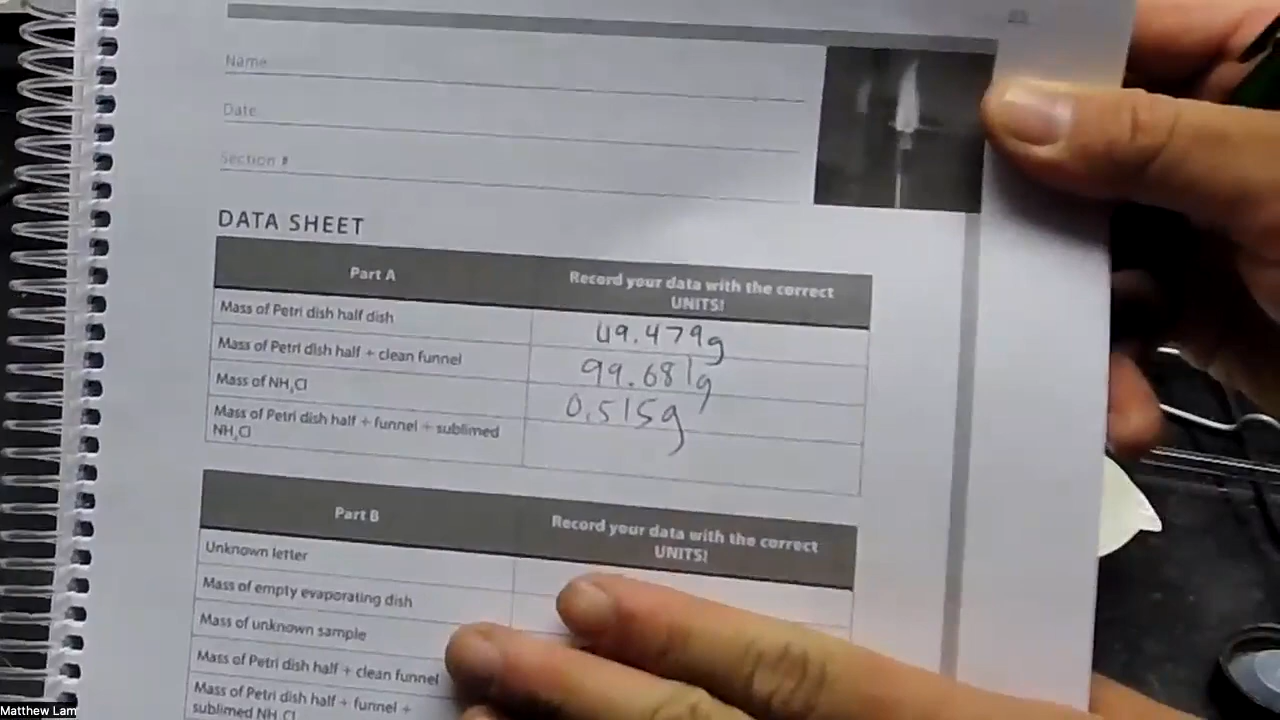 Name
Date
Section #
DATA SHEET
Part A
Record your data with the correct
UNITS!
Mass of Petri dish half dish
49.479g
Mass of Petri dish half + clean funnel
99.681g
Mass of NH₄Cl
0.515g
Mass of Petri dish half + funnel + sublimed
NH₄Cl
Part B
Record your data with the correct
UNITS!
Unknown letter
Mass of empty evaporating dish
Mass of unknown sample
Mass of Petri dish half + clean funnel
Mass of Petri dish half + funnel +
sublimed NH₄Cl
Matthew Lam